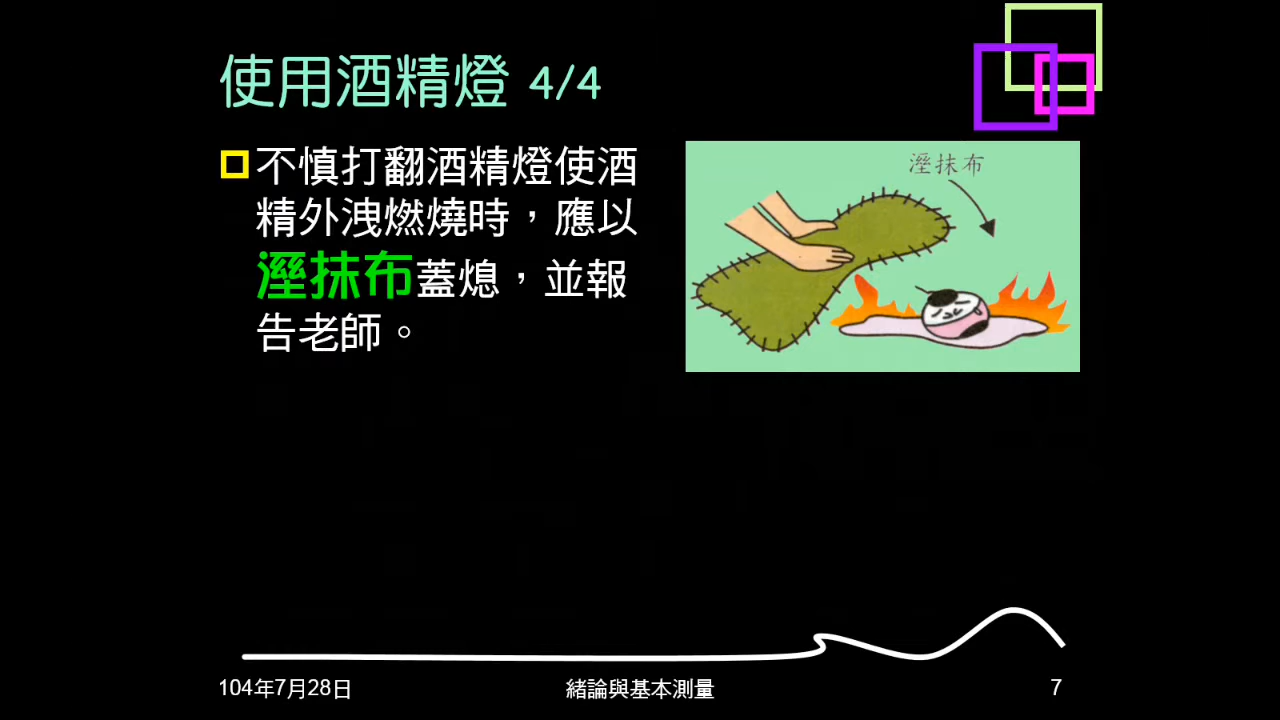 使用酒精燈 4/4
不慎打翻酒精燈使酒
精外洩燃燒時，應以
溼抹布蓋熄，並報
告老師。
溼抹布
104年7月28日
緒論與基本測量
7